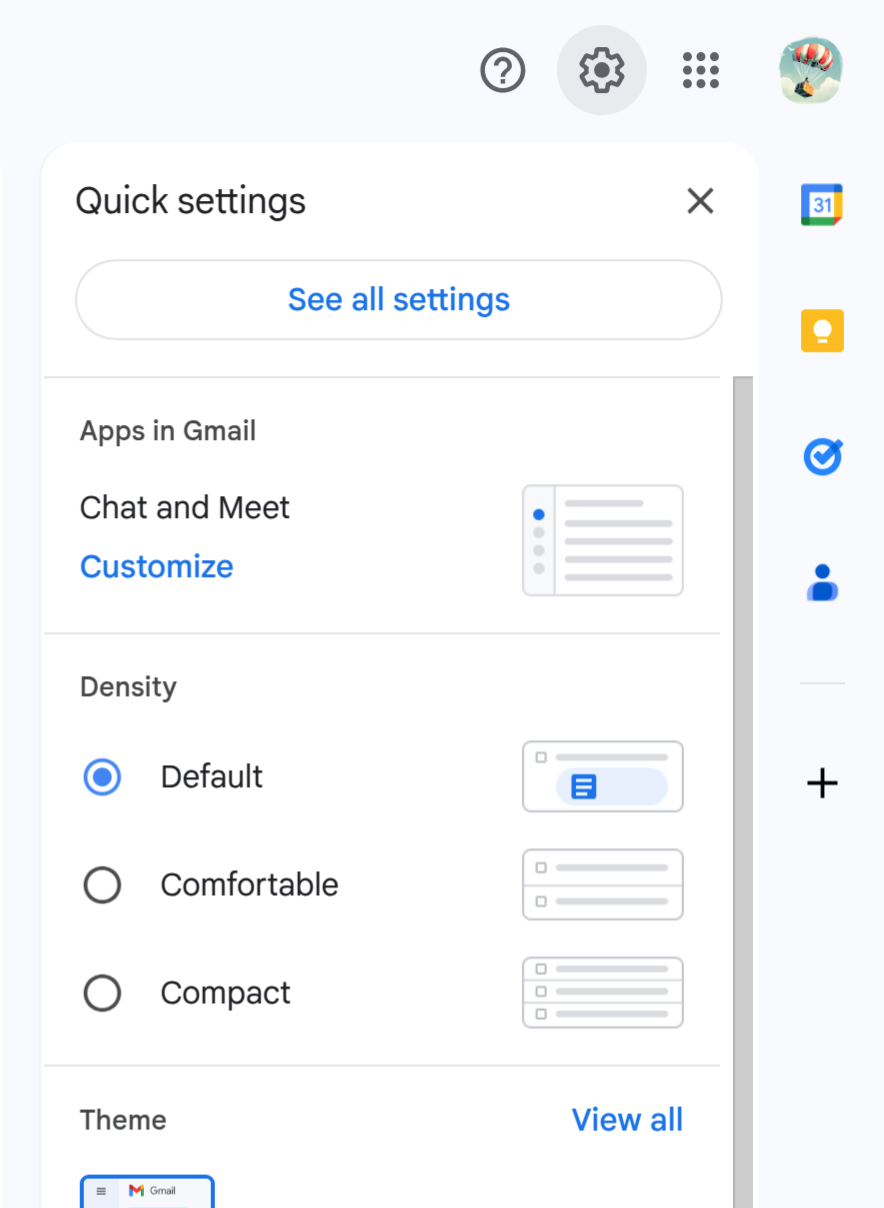 Quick settings
31
See all settings
Apps in Gmail
Chat and Meet
Customize
Density
Default
Comfortable
Compact
Theme
View all
Gmail